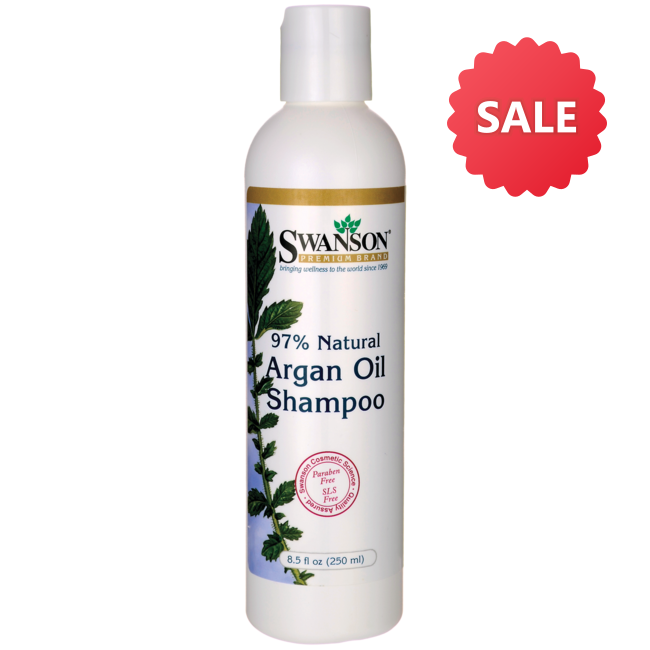 SALE
SWANSON®
PREMIUM BRAND
bringing wellness to the world since 1969
97% Natural
Argan Oil
Shampoo
Swanson Cosmetic Science • Quality Assured •
Paraben
Free
SLS
Free
8.5 fl oz (250 ml)